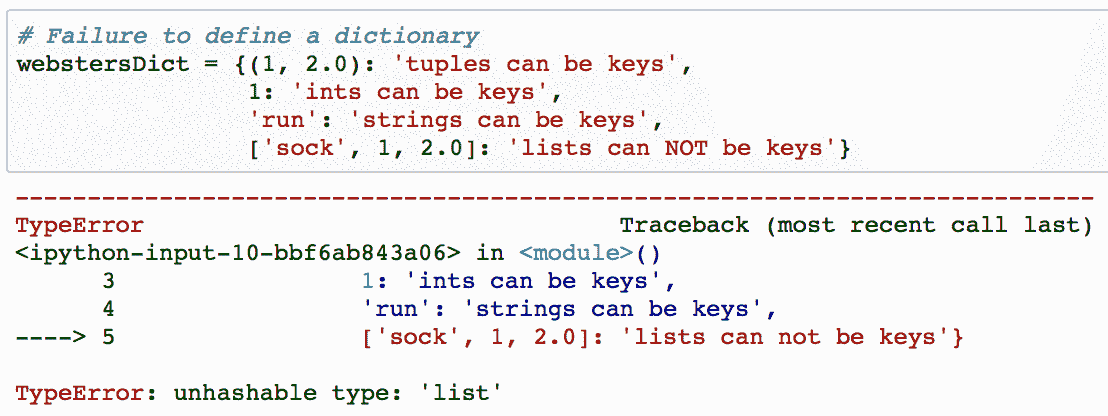 # Failure to define a dictionary
webstersDict = {(1, 2.0): 'tuples can be keys',
                1: 'ints can be keys',
                'run': 'strings can be keys',
                ['sock', 1, 2.0]: 'lists can NOT be keys'}
---------------------------------------------------------------------------
TypeError                                 Traceback (most recent call last)
<ipython-input-10-bbf6ab843a06> in <module>()
      3                 1: 'ints can be keys',
      4                 'run': 'strings can be keys',
----> 5                 ['sock', 1, 2.0]: 'lists can not be keys'}
TypeError: unhashable type: 'list'